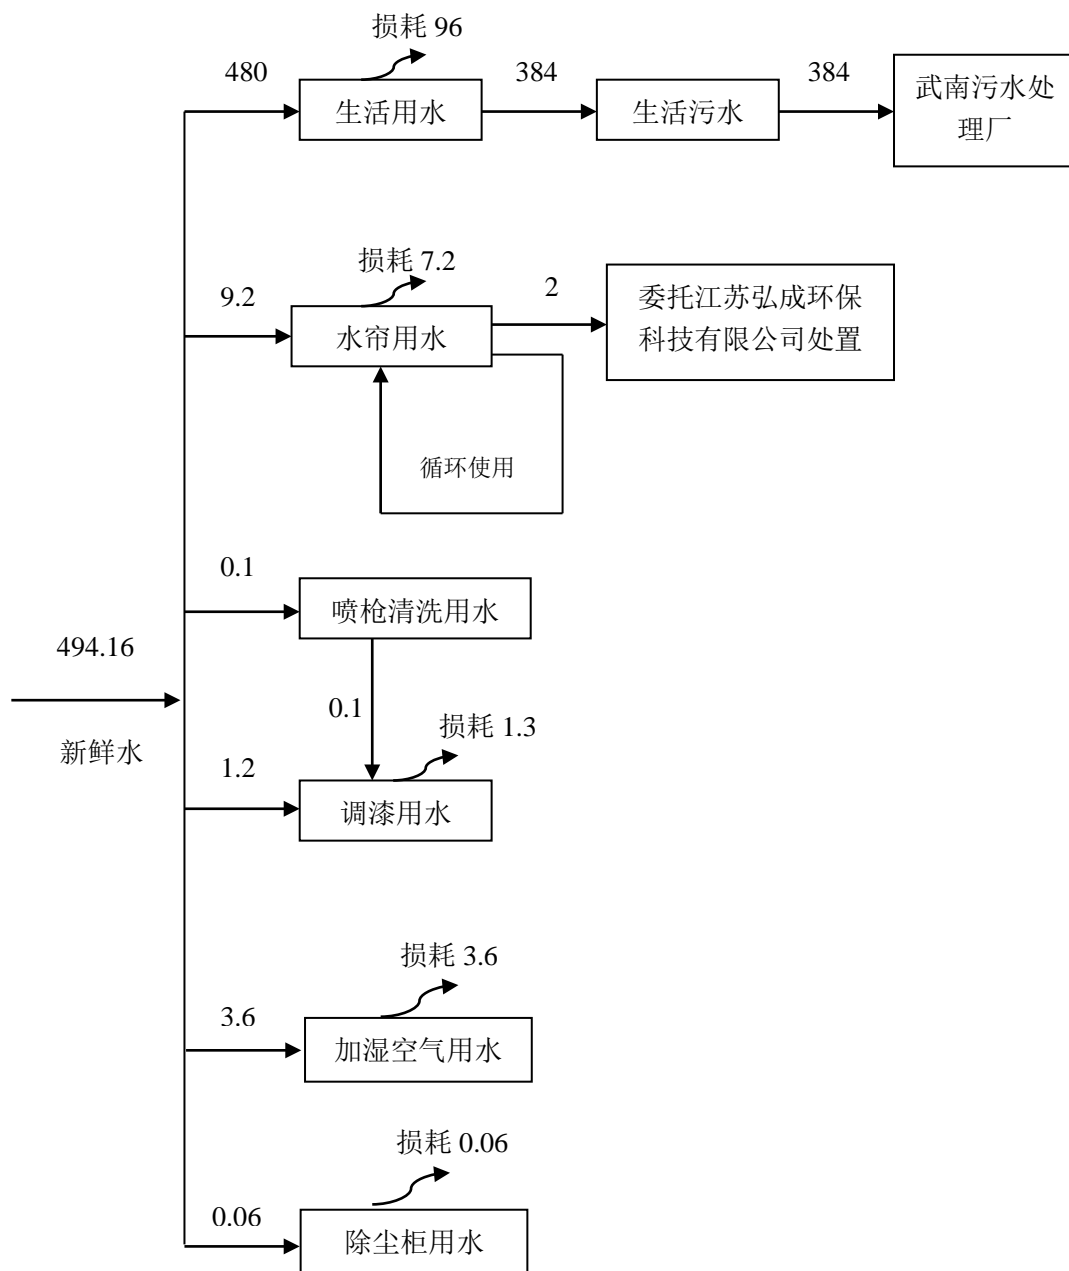 损耗 96
480
生活用水
384
生活污水
384
武南污水处
理厂
损耗 7.2
9.2
水帘用水
2
委托江苏弘成环保
科技有限公司处置
循环使用
0.1
喷枪清洗用水
494.16
新鲜水
0.1
损耗 1.3
1.2
调漆用水
损耗 3.6
3.6
加湿空气用水
损耗 0.06
0.06
除尘柜用水